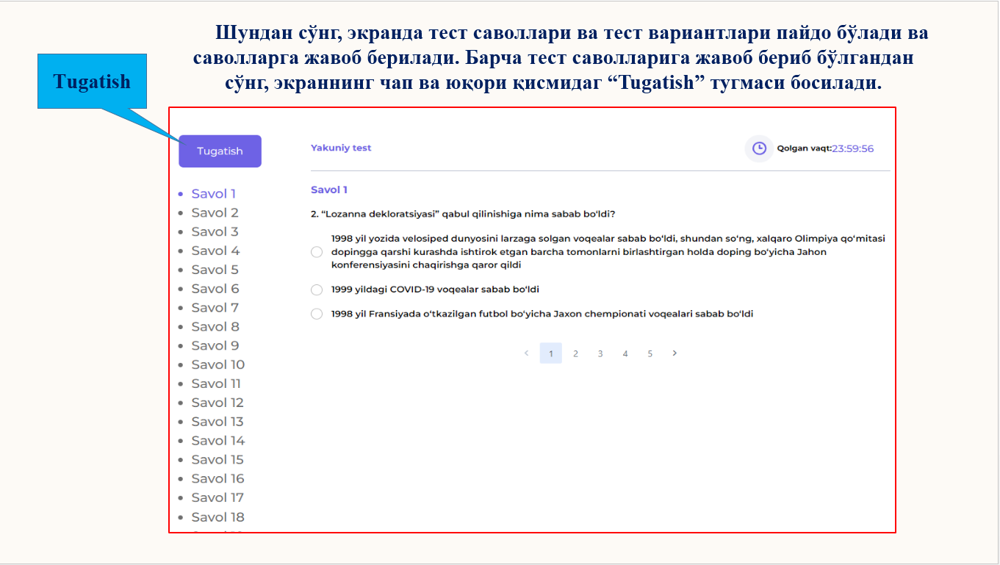 Шундан сўнг, экранда тест саволлари ва тест вариантлари пайдо бўлади ва
саволларга жавоб берилади. Барча тест саволларига жавоб бериб бўлгандан
сўнг, экраннинг чап ва юқори қисмидаг “Tugatish” тугмаси босилади.
Tugatish
Tugatish
Yakuniy test
Qolgan vaqt:23:59:56
Savol 1
Savol 2
Savol 3
Savol 4
Savol 5
Savol 6
Savol 7
Savol 8
Savol 9
Savol 10
Savol 11
Savol 12
Savol 13
Savol 14
Savol 15
Savol 16
Savol 17
Savol 18
Savol 1
2. “Lozanna dekloratsiyasi” qabul qilinishiga nima sabab bo‘ldi?
1998 yil yozida velosiped dunyosini larzaga solgan voqealar sabab bo‘ldi, shundan so‘ng, xalqaro Olimpiya qo‘mitasi
dopingga qarshi kurashda ishtirok etgan barcha tomonlarni birlashtirgan holda doping bo‘yicha Jahon
konferensiyasini chaqirishga qaror qildi
1999 yildagi COVID-19 voqealar sabab bo‘ldi
1998 yil Fransiyada o‘tkazilgan futbol bo‘yicha Jaxon chempionati voqealari sabab bo‘ldi
< 1 2 3 4 5 >